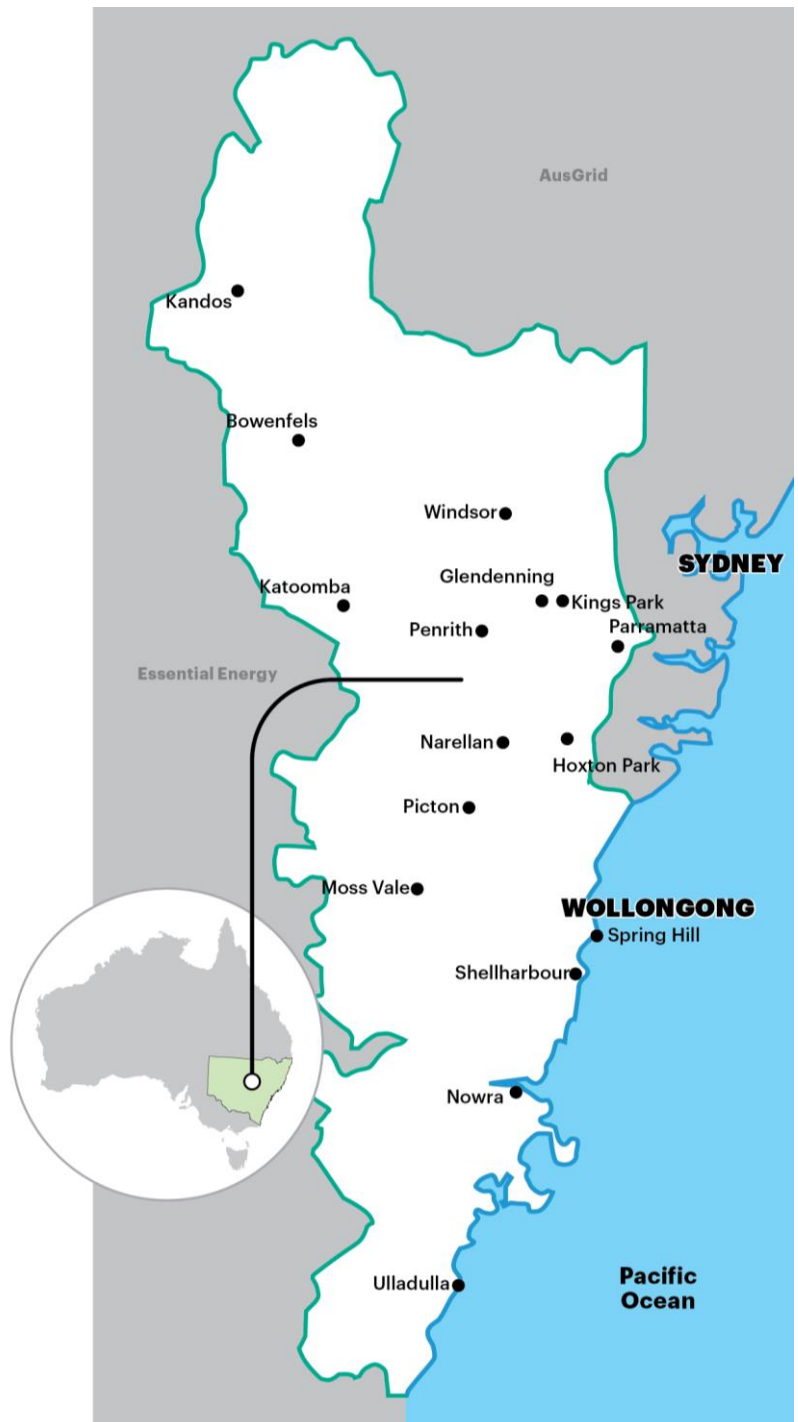 AusGrid
Kandos
Bowenfels
Windsor
SYDNEY
Glendenning
Katoomba
Kings Park
Penrith
Parramatta
Essential Energy
Narellan
Hoxton Park
Picton
Moss Vale
WOLLONGONG
Spring Hill
Shellharbour
Nowra
Ulladulla
Pacific
Ocean